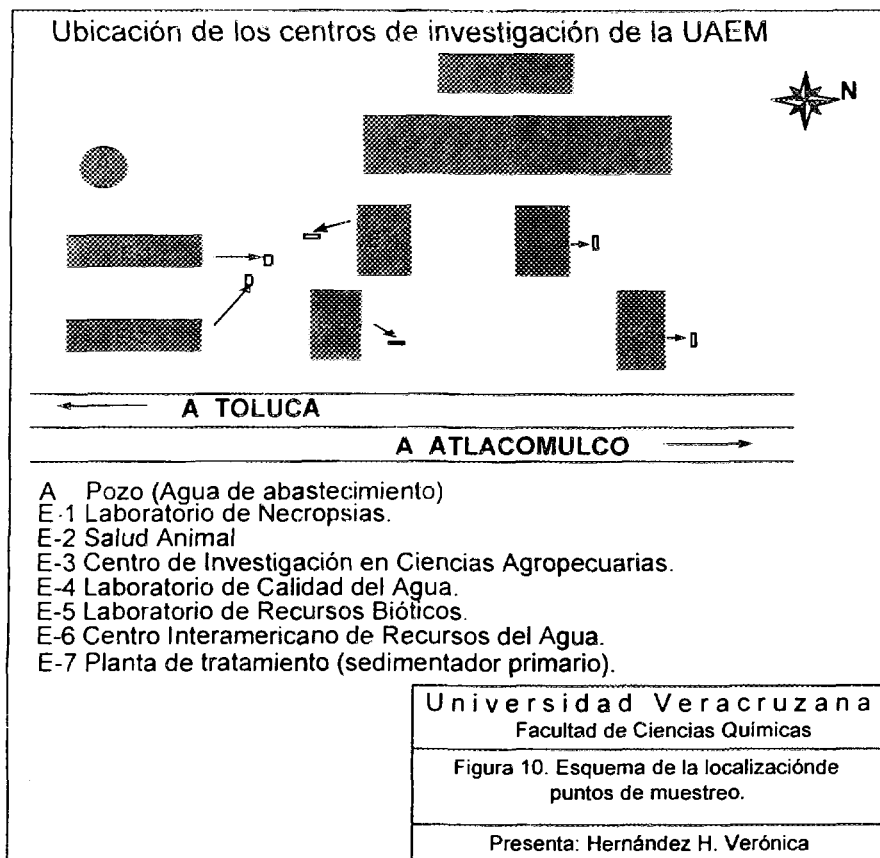 Ubicación de los centros de investigación de la UAEM
N
A TOLUCA
A ATLACOMULCO
A Pozo (Agua de abastecimiento)
E-1 Laboratorio de Necropsias.
E-2 Salud Animal
E-3 Centro de Investigación en Ciencias Agropecuarias.
E-4 Laboratorio de Calidad del Agua.
E-5 Laboratorio de Recursos Bióticos.
E-6 Centro Interamericano de Recursos del Agua.
E-7 Planta de tratamiento (sedimentador primario).
Universidad Veracruzana
Facultad de Ciencias Químicas
Figura 10. Esquema de la localizaciónde
puntos de muestreo.
Presenta: Hernández H. Verónica